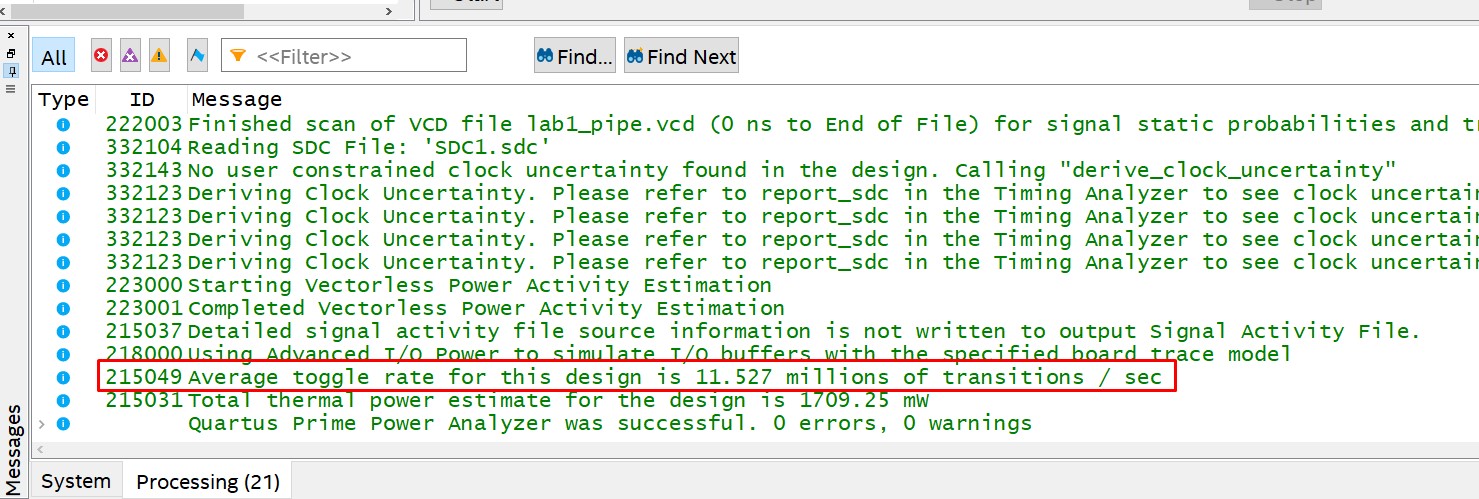 Start
Stop
All
<<Filter>>
Find...
Find Next
Type ID Message
222003 Finished scan of VCD file lab1_pipe.vcd (0 ns to End of File) for signal static probabilities and tr
332104 Reading SDC File: 'SDC1.sdc'
332143 No user constrained clock uncertainty found in the design. Calling "derive_clock_uncertainty"
332123 Deriving Clock Uncertainty. Please refer to report_sdc in the Timing Analyzer to see clock uncertain
332123 Deriving Clock Uncertainty. Please refer to report_sdc in the Timing Analyzer to see clock uncertain
332123 Deriving Clock Uncertainty. Please refer to report_sdc in the Timing Analyzer to see clock uncertain
332123 Deriving Clock Uncertainty. Please refer to report_sdc in the Timing Analyzer to see clock uncertain
223000 Starting Vectorless Power Activity Estimation
223001 Completed Vectorless Power Activity Estimation
215037 Detailed signal activity file source information is not written to output Signal Activity File.
218000 Using Advanced I/O Power to simulate I/O buffers with the specified board trace model
215049 Average toggle rate for this design is 11.527 millions of transitions / sec
215031 Total thermal power estimate for the design is 1709.25 mW
Quartus Prime Power Analyzer was successful. 0 errors, 0 warnings
Messages
System
Processing (21)